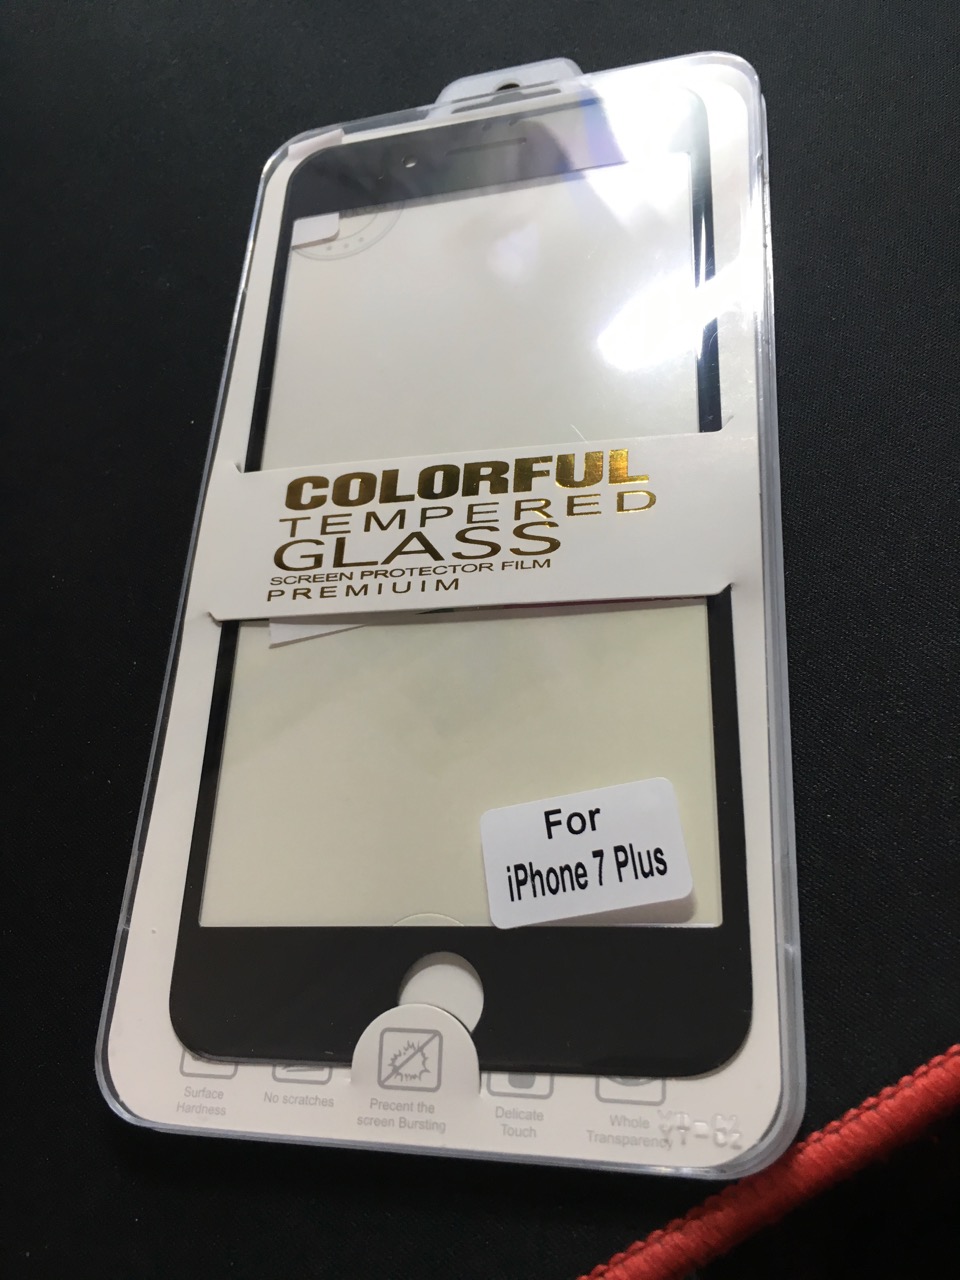 COLORFUL
TEMPERED
GLASS
SCREEN PROTECTOR FILM
PREMIUIM
For
iPhone 7 Plus
Surface
Hardness
No scratches
Precent the
screen Bursting
Delicate
Touch
Whole
Transparency